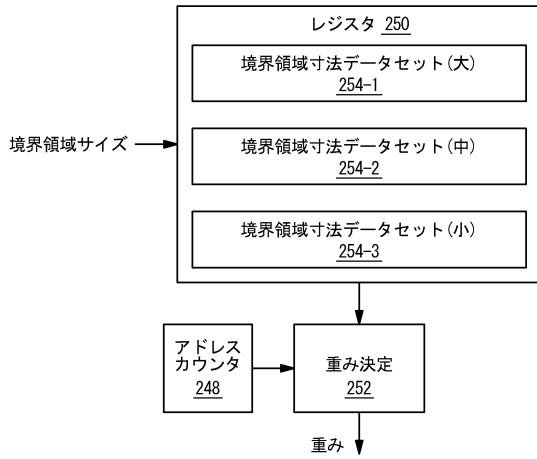 レジスタ 250
境界領域寸法データセット(大)
254-1
境界領域サイズ
境界領域寸法データセット(中)
254-2
境界領域寸法データセット(小)
254-3
アドレス
カウンタ
248
重み決定
252
重み